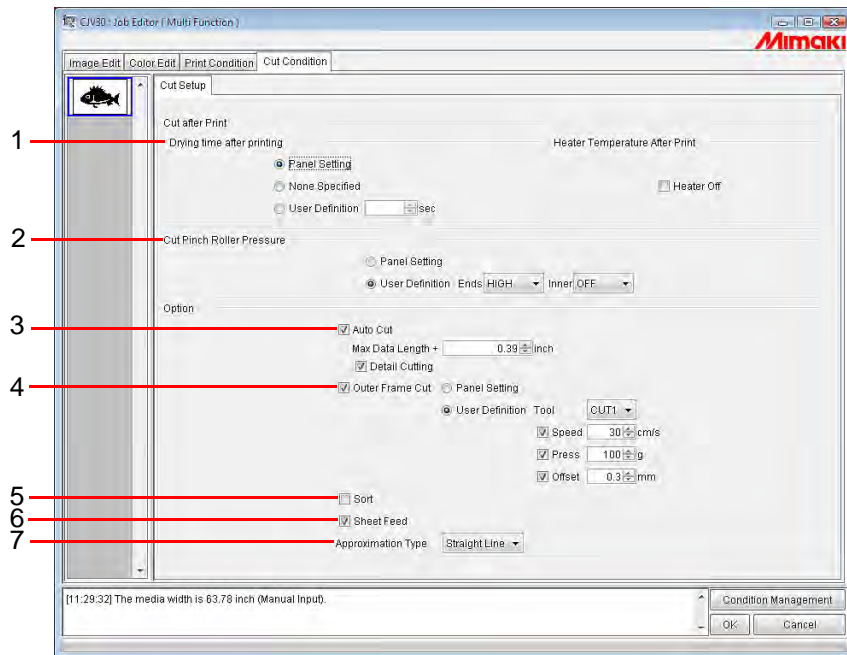 CJV30 : Job Editor ( Multi Function )
Mimaki
Image Edit Color Edit Print Condition Cut Condition
Cut Setup
Cut after Print
1 Drying time after printing Heater Temperature After Print
Panel Setting
None Specified Heater Off
User Definition sec
2 Cut Pinch Roller Pressure
Panel Setting
User Definition Ends HIGH Inner OFF
Option
3 Auto Cut
Max Data Length + 0.39 inch
Detail Cutting
4 Outer Frame Cut Panel Setting
User Definition Tool CUT1
Speed 30 cm/s
Press 100 g
Offset 0.3 mm
5 Sort
6 Sheet Feed
7 Approximation Type Straight Line
[11:29:32] The media width is 63.78 inch (Manual Input).
Condition Management
OK Cancel